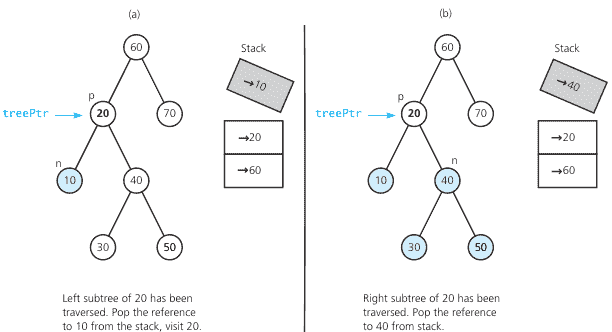 (a)
60
Stack
→10
p
treePtr
20
70
→20
→60
n
10
40
30
50
Left subtree of 20 has been
traversed. Pop the reference
to 10 from the stack, visit 20.
(b)
60
Stack
→40
p
treePtr
20
70
→20
→60
n
10
40
30
50
Right subtree of 20 has been
traversed. Pop the reference
to 40 from stack.